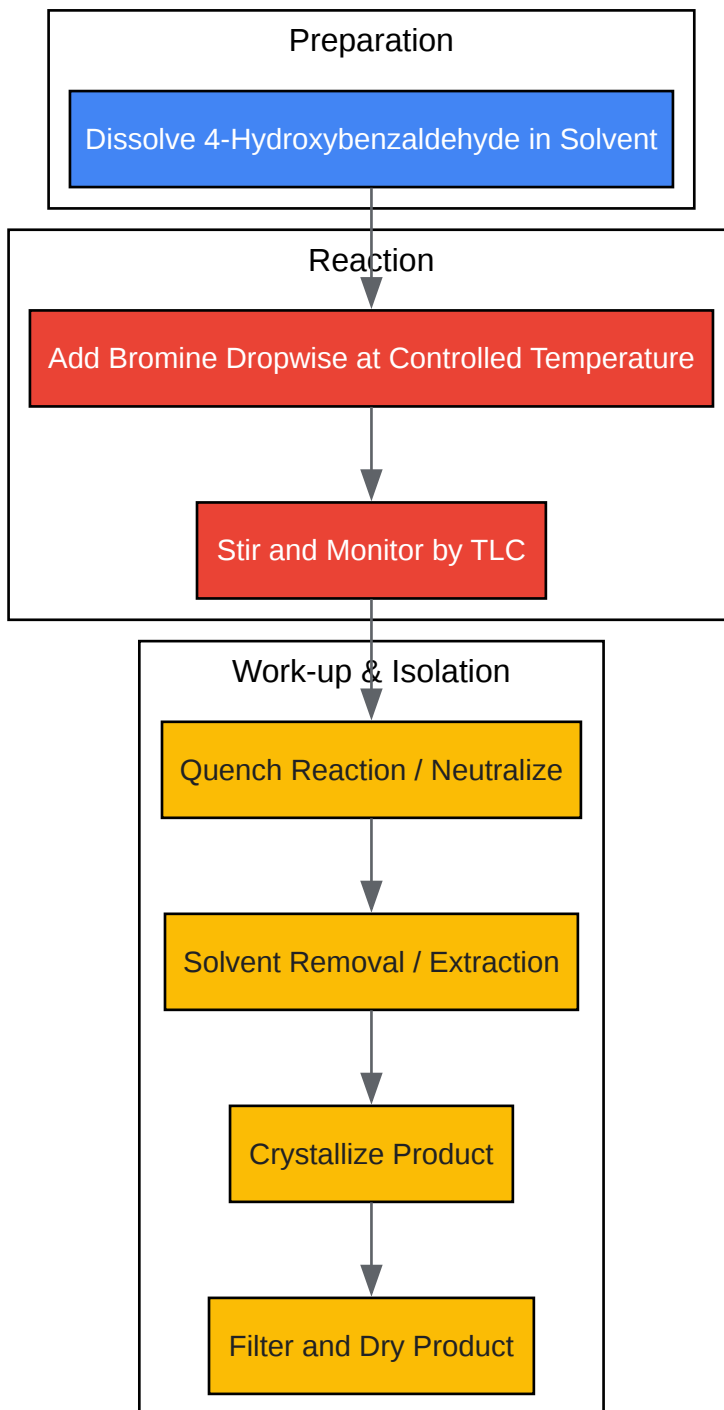 Preparation
Dissolve 4-Hydroxybenzaldehyde in Solvent
Reaction
Add Bromine Dropwise at Controlled Temperature
Stir and Monitor by TLC
Work-up & Isolation
Quench Reaction / Neutralize
Solvent Removal / Extraction
Crystallize Product
Filter and Dry Product